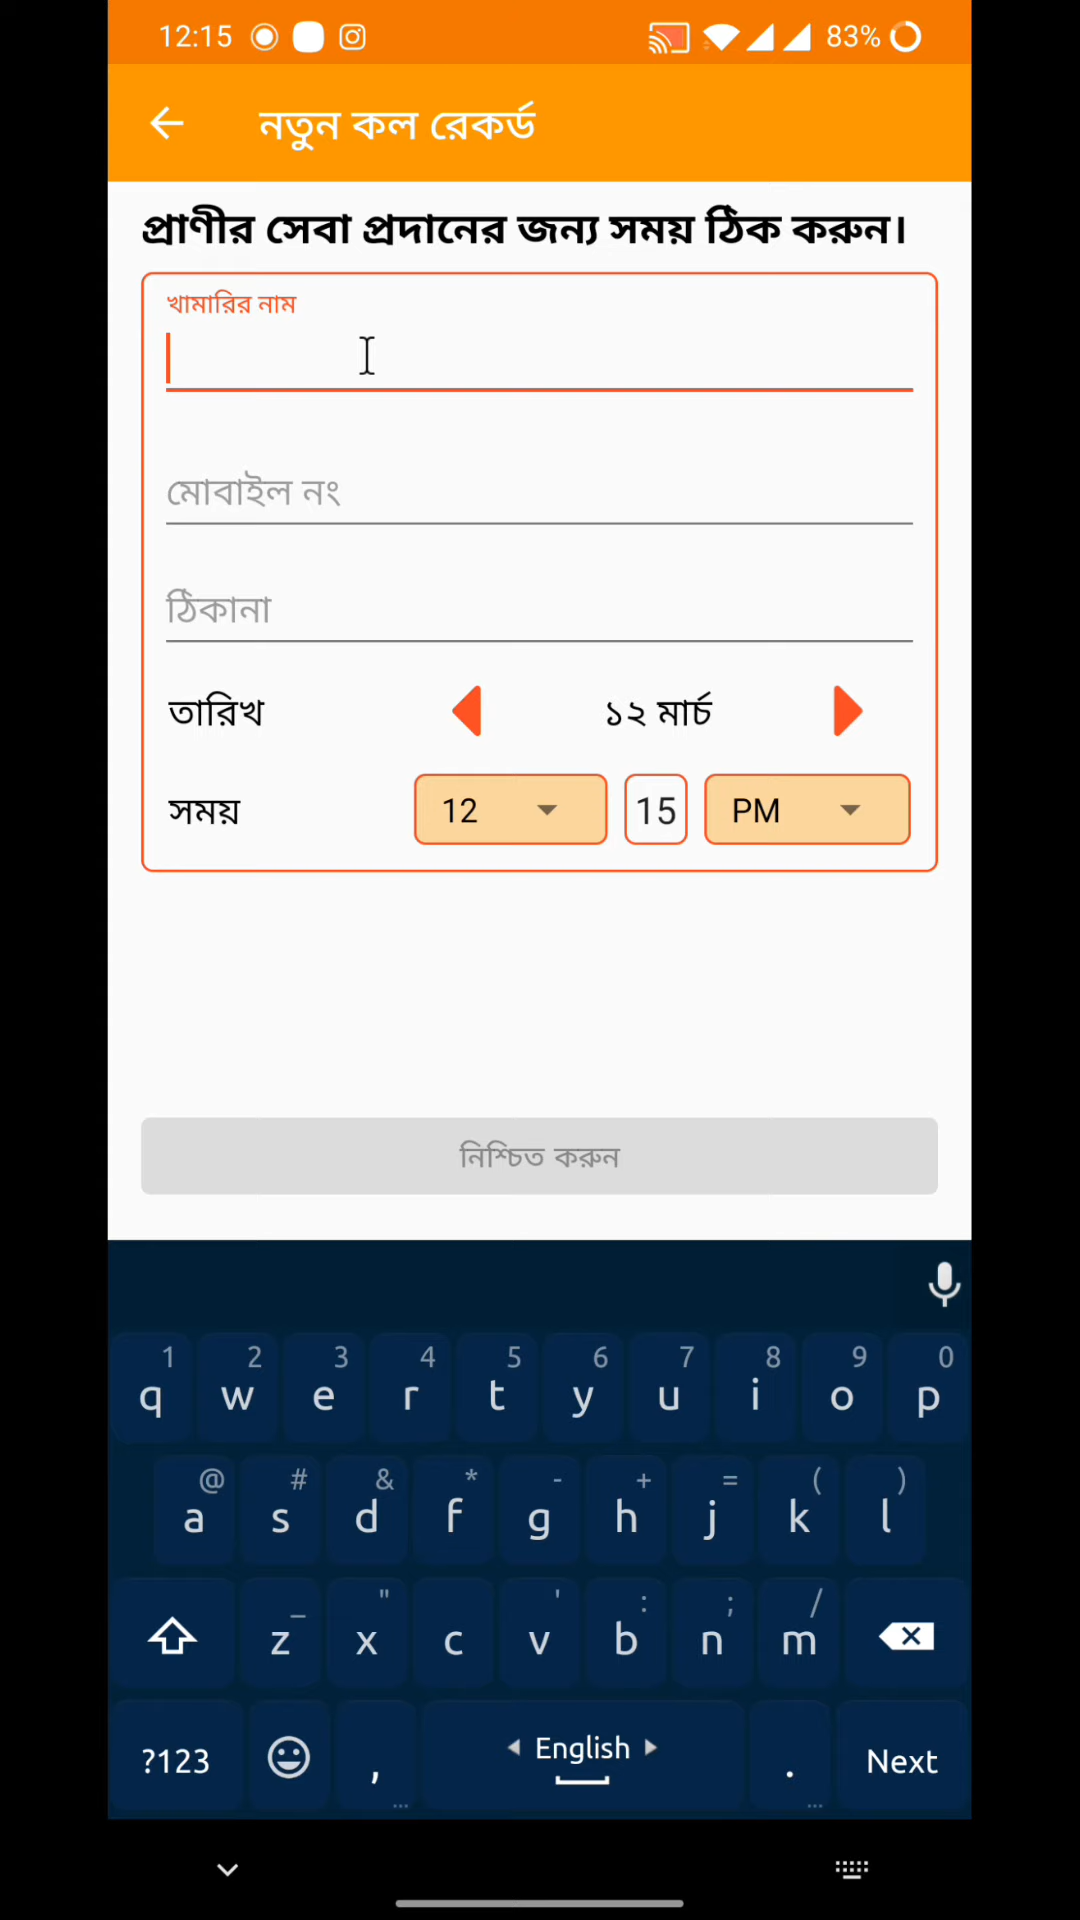 12:15 83%
নতুন কল রেকর্ড
প্রাণীর সেবা প্রদানের জন্য সময় ঠিক করুন।
খামারির নাম
মোবাইল নং
ঠিকানা
তারিখ ১২ মার্চ
সময় 12 15 PM
নিশ্চিত করুন
1 2 3 4 5 6 7 8 9 0
q w e r t y u i o p
@ # & * - + = ( )
a s d f g h j k l
_ " ' : ; /
z x c v b n m
?123 , English . Next